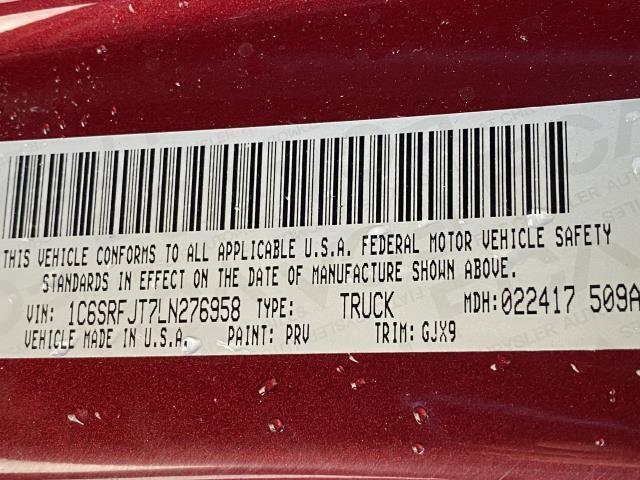 THIS VEHICLE CONFORMS TO ALL APPLICABLE U.S.A. FEDERAL MOTOR VEHICLE SAFETY
STANDARDS IN EFFECT ON THE DATE OF MANUFACTURE SHOWN ABOVE.
VIN: 1C6SRFJT7LN276958 TYPE: TRUCK MDH:022417 509A
VEHICLE MADE IN U.S.A. PAINT: PRV TRIM: GJX9